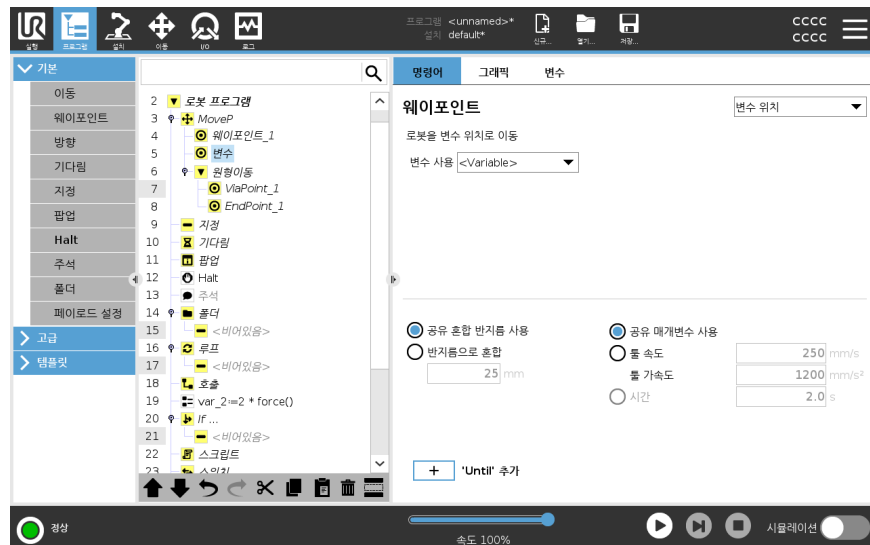 UR
실행
프로그램
설치
이동
I/O
로그
프로그램 <unnamed>*
설치 default*
신규...
열기...
저장...
cccc
cccc
기본
이동
웨이포인트
방향
기다림
지정
팝업
Halt
주석
폴더
페이로드 설정
고급
템플릿
2 로봇 프로그램
3 MoveP
4 웨이포인트_1
5 변수
6 원형이동
7 ViaPoint_1
8 EndPoint_1
9 지정
10 기다림
11 팝업
12 Halt
13 주석
14 폴더
15 <비어있음>
16 루프
17 <비어있음>
18 호출
19 var_2≔2 * force()
20 If ...
21 <비어있음>
22 스크립트
23 스위치
명령어 그래픽 변수
웨이포인트
변수 위치
로봇을 변수 위치로 이동
변수 사용 <Variable>
공유 혼합 반지름 사용
반지름으로 혼합
25 mm
공유 매개변수 사용
툴 속도 250 mm/s
툴 가속도 1200 mm/s²
시간 2.0 s
+ 'Until' 추가
정상
속도 100%
시뮬레이션